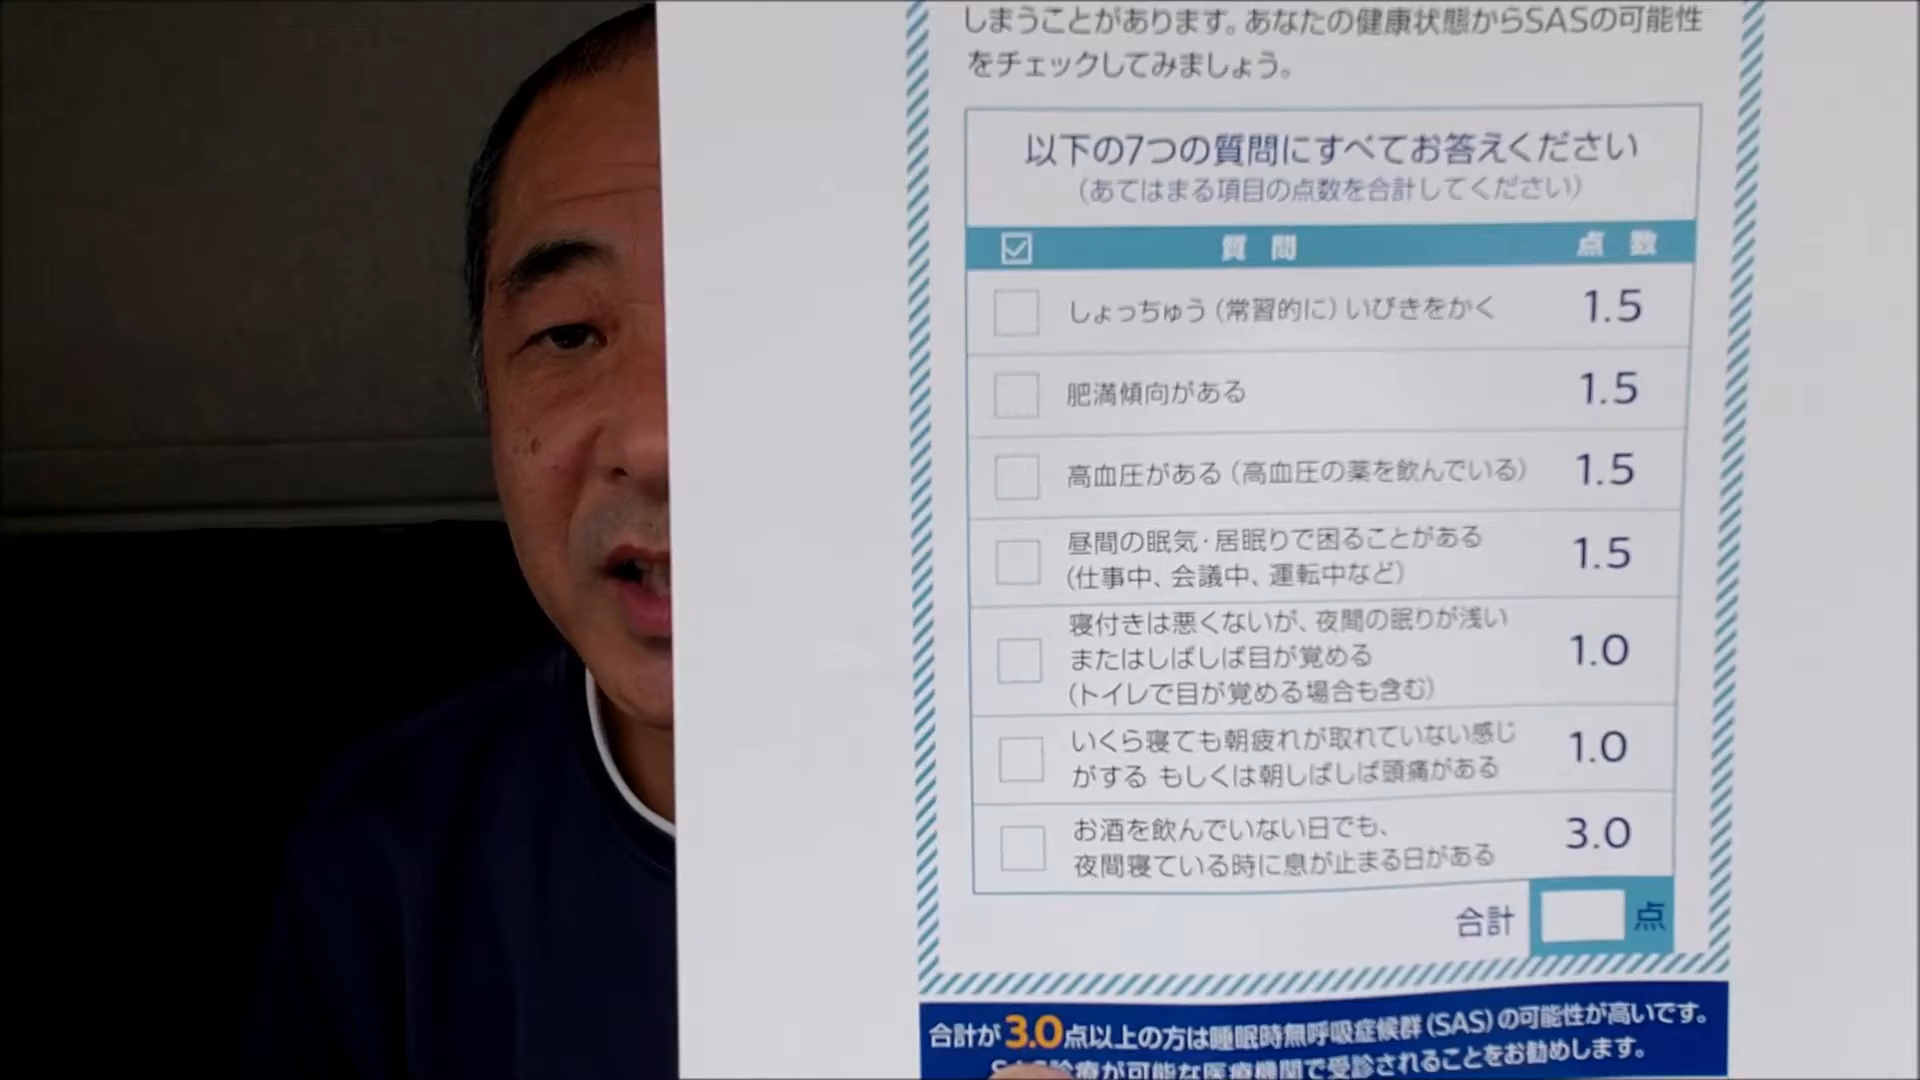 しまうことがあります。あなたの健康状態からSASの可能性
をチェックしてみましょう。
以下の7つの質問にすべてお答えください
（あてはまる項目の点数を合計してください）
質 問 点 数
しょっちゅう（常習的に）いびきをかく 1.5
肥満傾向がある 1.5
高血圧がある（高血圧の薬を飲んでいる） 1.5
昼間の眠気・居眠りで困ることがある
（仕事中、会議中、運転中など） 1.5
寝付きは悪くないが、夜間の眠りが浅い
またはしばしば目が覚める
（トイレで目が覚める場合も含む） 1.0
いくら寝ても朝疲れが取れていない感じ
がする もしくは朝しばしば頭痛がある 1.0
お酒を飲んでいない日でも、
夜間寝ている時に息が止まる日がある 3.0
合計 点
合計が3.0点以上の方は睡眠時無呼吸症候群（SAS）の可能性が高いです。
診療が可能な医療機関で受診されることをお勧めします。